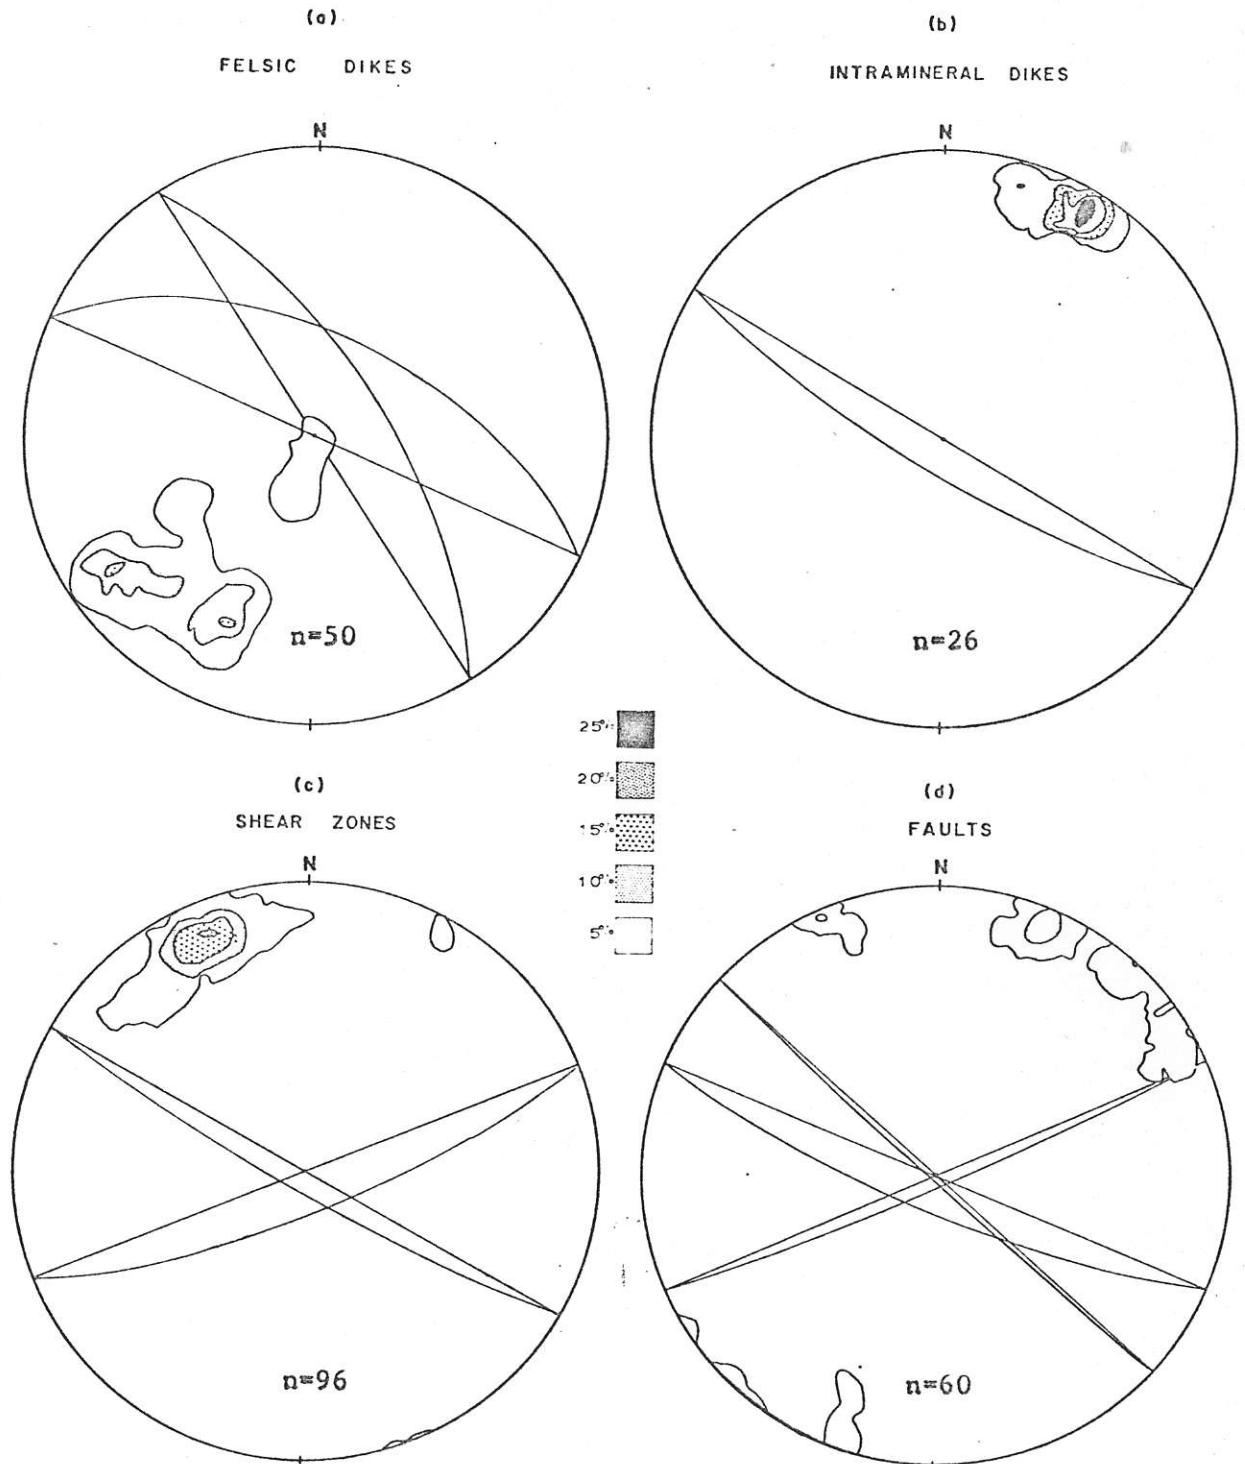 (a)
FELSIC DIKES
N
n=50
(b)
INTRAMINERAL DIKES
N
n=26
25%
20%
15%
10%
5%
(c)
SHEAR ZONES
N
n=96
(d)
FAULTS
N
n=60